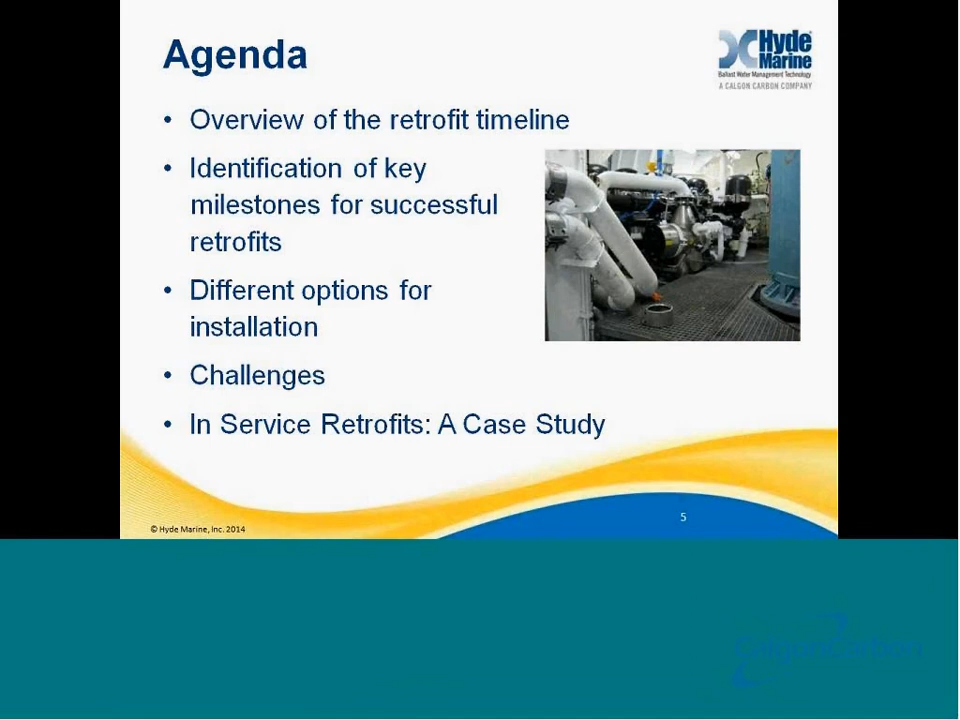 Agenda
Hyde
Marine
Ballast Water Management Technology
A CALGON CARBON COMPANY
• Overview of the retrofit timeline
• Identification of key
milestones for successful
retrofits
• Different options for
installation
• Challenges
• In Service Retrofits: A Case Study
5
© Hyde Marine, Inc. 2014
CalgonCarbon